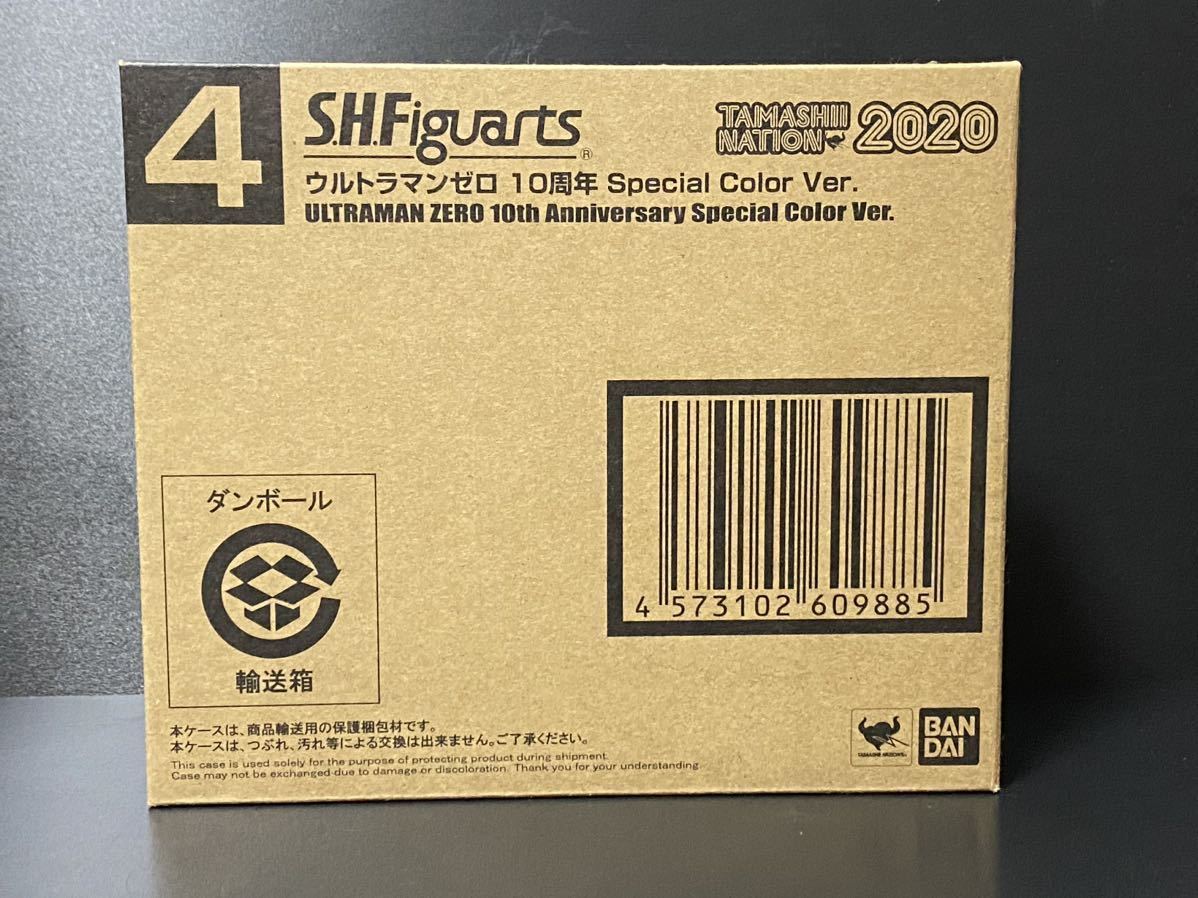 4
S.H.Figuarts®
TAMASHII
NATION 2020
ウルトラマンゼロ 10周年 Special Color Ver.
ULTRAMAN ZERO 10th Anniversary Special Color Ver.
4 573102 609885
ダンボール
輸送箱
本ケースは、商品輸送用の保護梱包材です。
本ケースは、つぶれ、汚れ等による交換は出来ません。ご了承ください。
This case is used solely for the purpose of protecting product during shipment.
Case may not be exchanged due to damage or discoloration. Thank you for your understanding.
TAMASHII NATIONS
BAN
DAI